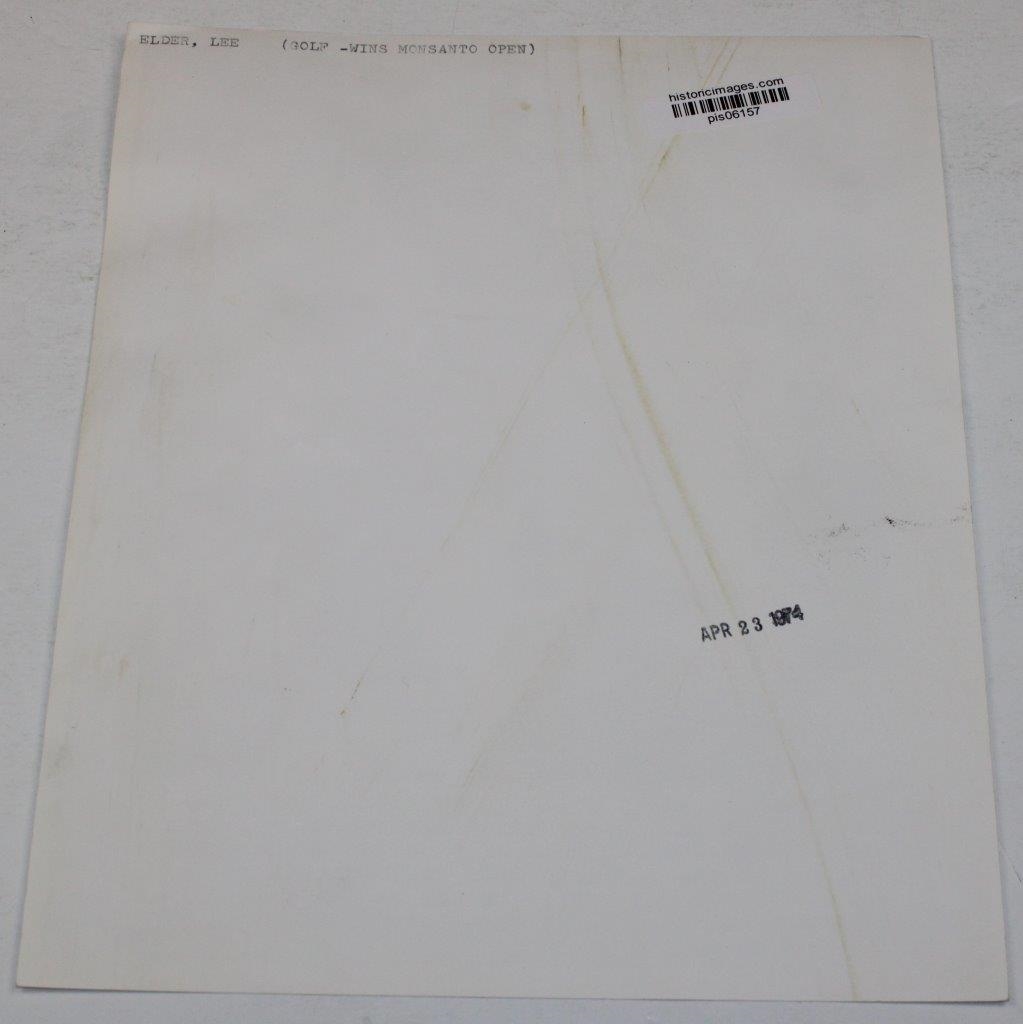 ELDER, LEE (GOLF -WINS MONSANTO OPEN)
historicimages.com
pis06157
APR 23 1974